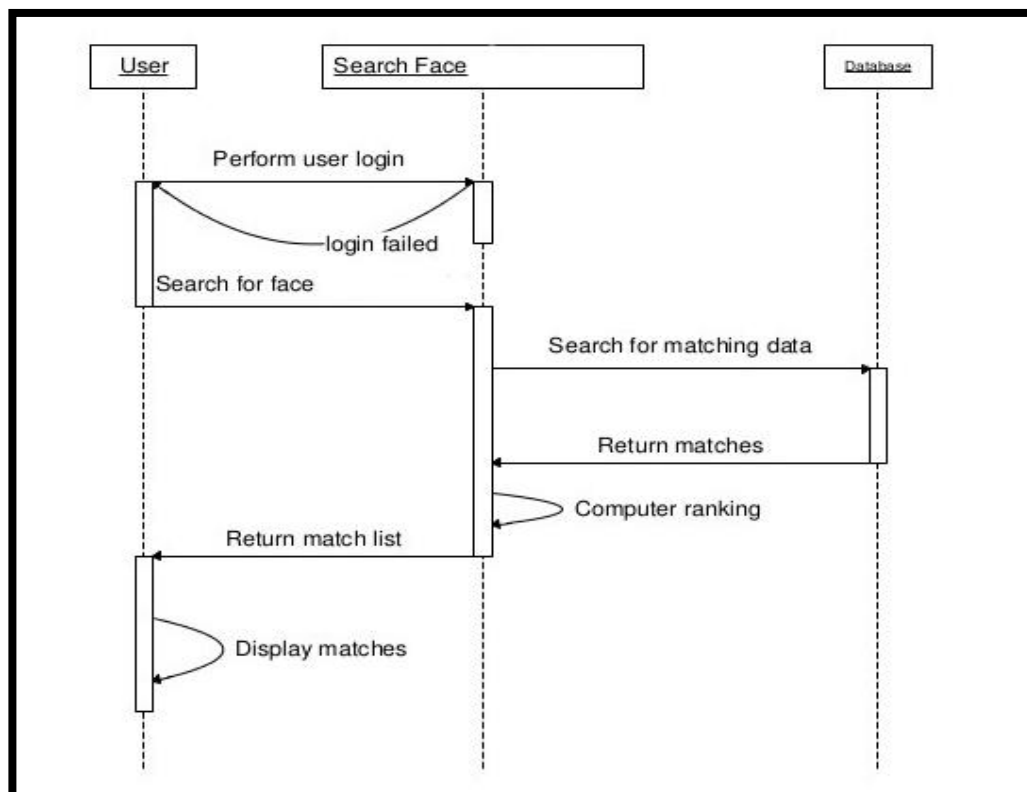 User
Search Face
Database
Perform user login
login failed
Search for face
Search for matching data
Return matches
Computer ranking
Return match list
Display matches